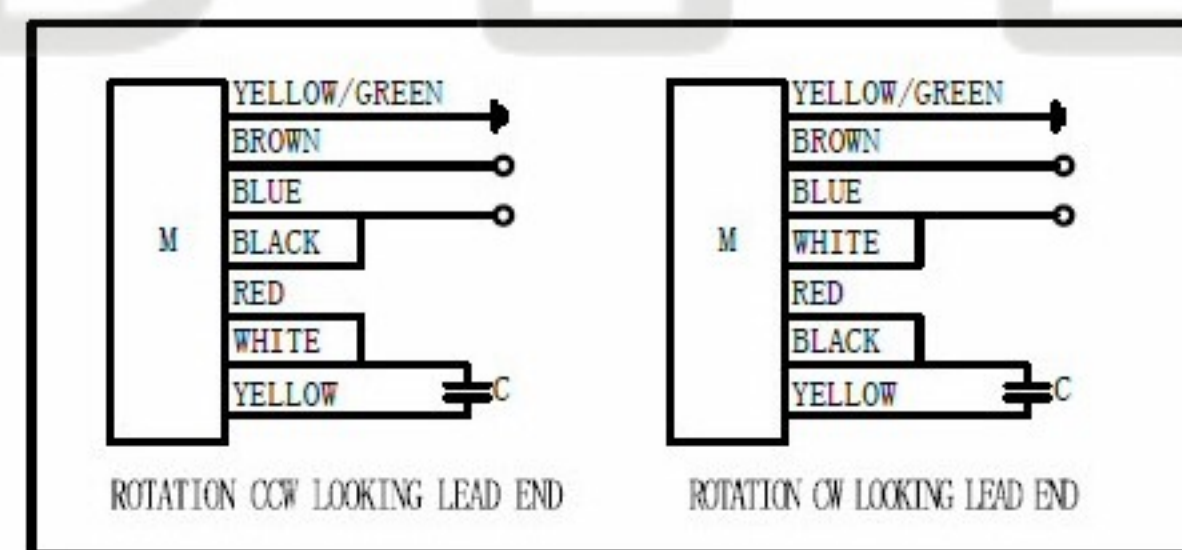 YELLOW/GREEN
BROWN
BLUE
M
BLACK
RED
WHITE
YELLOW
C
ROTATION CCW LOOKING LEAD END
YELLOW/GREEN
BROWN
BLUE
M
WHITE
RED
BLACK
YELLOW
C
ROTATION CW LOOKING LEAD END